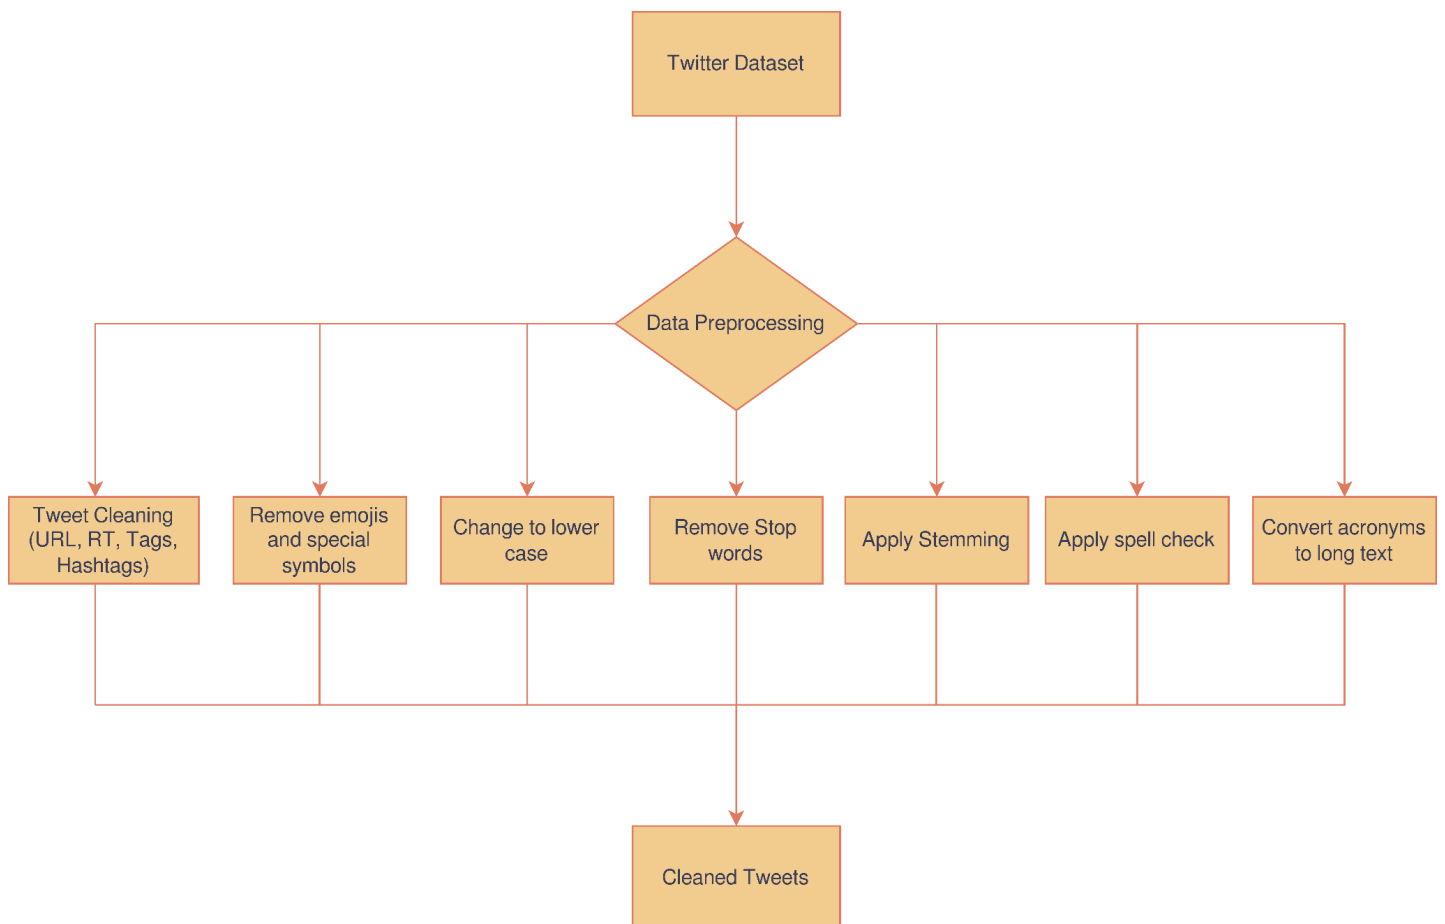 Twitter Dataset
Data Preprocessing
Tweet Cleaning
(URL, RT, Tags,
Hashtags)
Remove emojis
and special
symbols
Change to lower
case
Remove Stop
words
Apply Stemming
Apply spell check
Convert acronyms
to long text
Cleaned Tweets